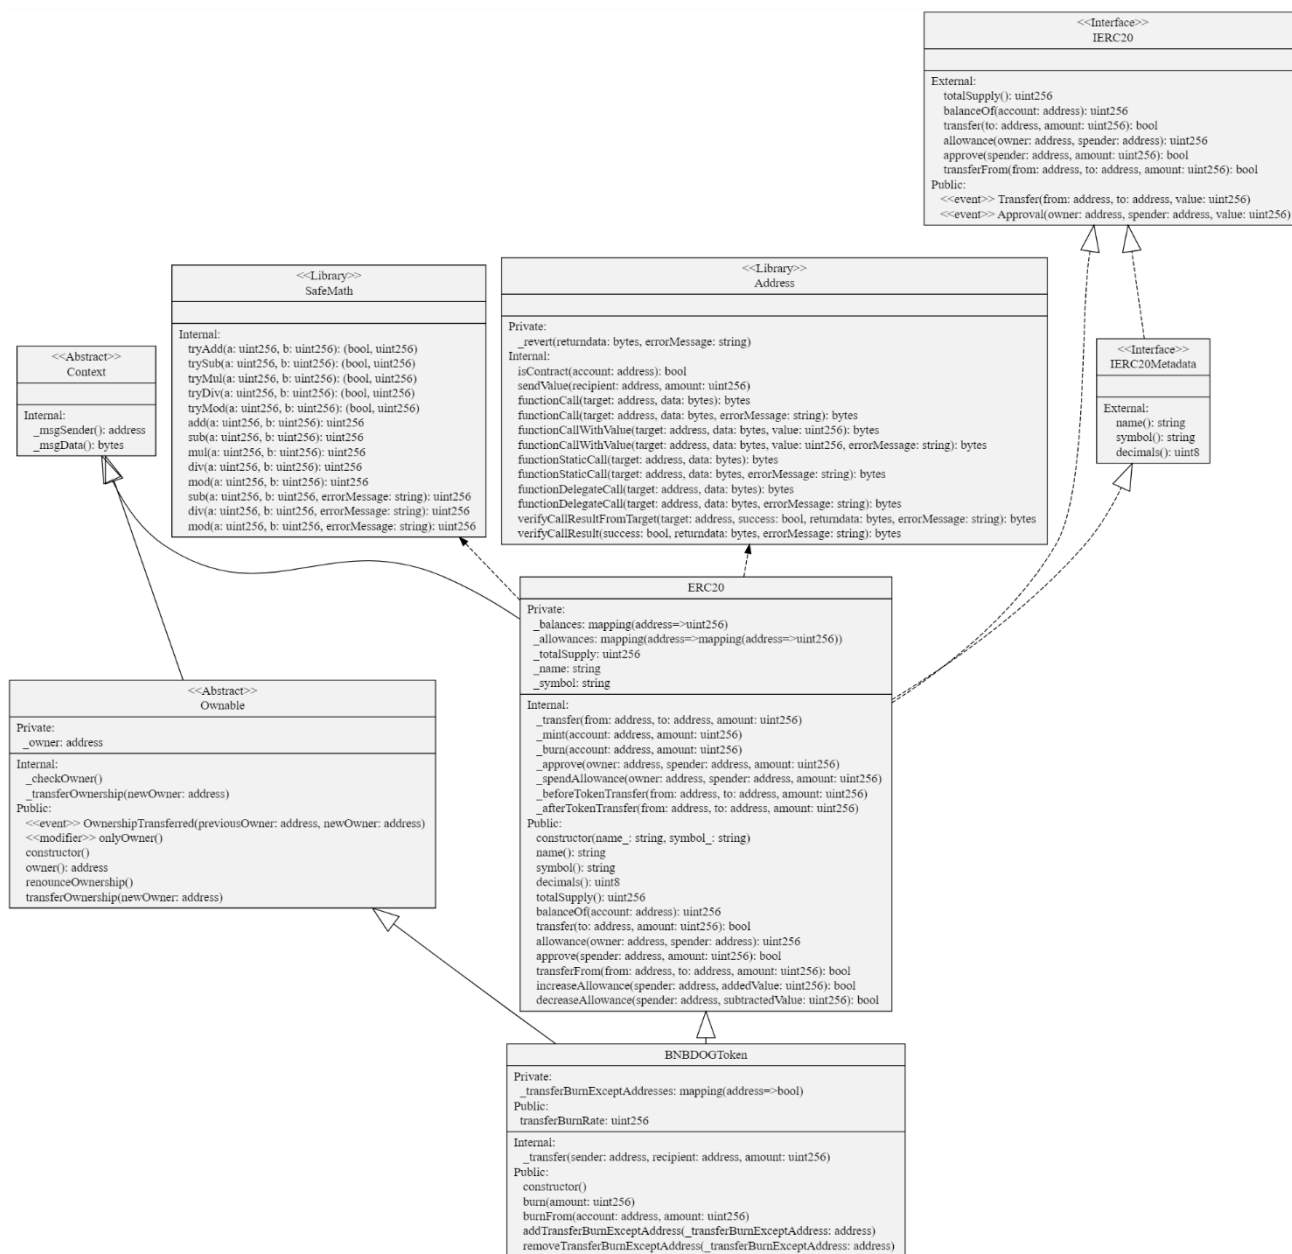 <<Interface>>
IERC20
External:
totalSupply(): uint256
balanceOf(account: address): uint256
transfer(to: address, amount: uint256): bool
allowance(owner: address, spender: address): uint256
approve(spender: address, amount: uint256): bool
transferFrom(from: address, to: address, amount: uint256): bool
Public:
<<event>> Transfer(from: address, to: address, value: uint256)
<<event>> Approval(owner: address, spender: address, value: uint256)
<<Library>>
SafeMath
Internal:
tryAdd(a: uint256, b: uint256): (bool, uint256)
trySub(a: uint256, b: uint256): (bool, uint256)
tryMul(a: uint256, b: uint256): (bool, uint256)
tryDiv(a: uint256, b: uint256): (bool, uint256)
tryMod(a: uint256, b: uint256): (bool, uint256)
add(a: uint256, b: uint256): uint256
sub(a: uint256, b: uint256): uint256
mul(a: uint256, b: uint256): uint256
div(a: uint256, b: uint256): uint256
mod(a: uint256, b: uint256): uint256
sub(a: uint256, b: uint256, errorMessage: string): uint256
div(a: uint256, b: uint256, errorMessage: string): uint256
mod(a: uint256, b: uint256, errorMessage: string): uint256
<<Library>>
Address
Private:
_revert(returndata: bytes, errorMessage: string)
Internal:
isContract(account: address): bool
sendValue(recipient: address, amount: uint256)
functionCall(target: address, data: bytes): bytes
functionCall(target: address, data: bytes, errorMessage: string): bytes
functionCallWithValue(target: address, data: bytes, value: uint256): bytes
functionCallWithValue(target: address, data: bytes, value: uint256, errorMessage: string): bytes
functionStaticCall(target: address, data: bytes): bytes
functionStaticCall(target: address, data: bytes, errorMessage: string): bytes
functionDelegateCall(target: address, data: bytes): bytes
functionDelegateCall(target: address, data: bytes, errorMessage: string): bytes
verifyCallResultFromTarget(target: address, success: bool, returndata: bytes, errorMessage: string): bytes
verifyCallResult(success: bool, returndata: bytes, errorMessage: string): bytes
<<Abstract>>
Context
Internal:
_msgSender(): address
_msgData(): bytes
<<Interface>>
IERC20Metadata
External:
name(): string
symbol(): string
decimals(): uint8
ERC20
Private:
_balances: mapping(address=>uint256)
_allowances: mapping(address=>mapping(address=>uint256))
_totalSupply: uint256
_name: string
_symbol: string
Internal:
_transfer(from: address, to: address, amount: uint256)
_mint(account: address, amount: uint256)
_burn(account: address, amount: uint256)
_approve(owner: address, spender: address, amount: uint256)
_spendAllowance(owner: address, spender: address, amount: uint256)
_beforeTokenTransfer(from: address, to: address, amount: uint256)
_afterTokenTransfer(from: address, to: address, amount: uint256)
Public:
constructor(name_: string, symbol_: string)
name(): string
symbol(): string
decimals(): uint8
totalSupply(): uint256
balanceOf(account: address): uint256
transfer(to: address, amount: uint256): bool
allowance(owner: address, spender: address): uint256
approve(spender: address, amount: uint256): bool
transferFrom(from: address, to: address, amount: uint256): bool
increaseAllowance(spender: address, addedValue: uint256): bool
decreaseAllowance(spender: address, subtractedValue: uint256): bool
<<Abstract>>
Ownable
Private:
_owner: address
Internal:
_checkOwner()
_transferOwnership(newOwner: address)
Public:
<<event>> OwnershipTransferred(previousOwner: address, newOwner: address)
<<modifier>> onlyOwner()
constructor()
owner(): address
renounceOwnership()
transferOwnership(newOwner: address)
BNBDOGToken
Private:
_transferBurnExceptAddresses: mapping(address=>bool)
Public:
transferBurnRate: uint256
Internal:
_transfer(sender: address, recipient: address, amount: uint256)
Public:
constructor()
burn(amount: uint256)
burnFrom(account: address, amount: uint256)
addTransferBurnExceptAddress(_transferBurnExceptAddress: address)
removeTransferBurnExceptAddress(_transferBurnExceptAddress: address)